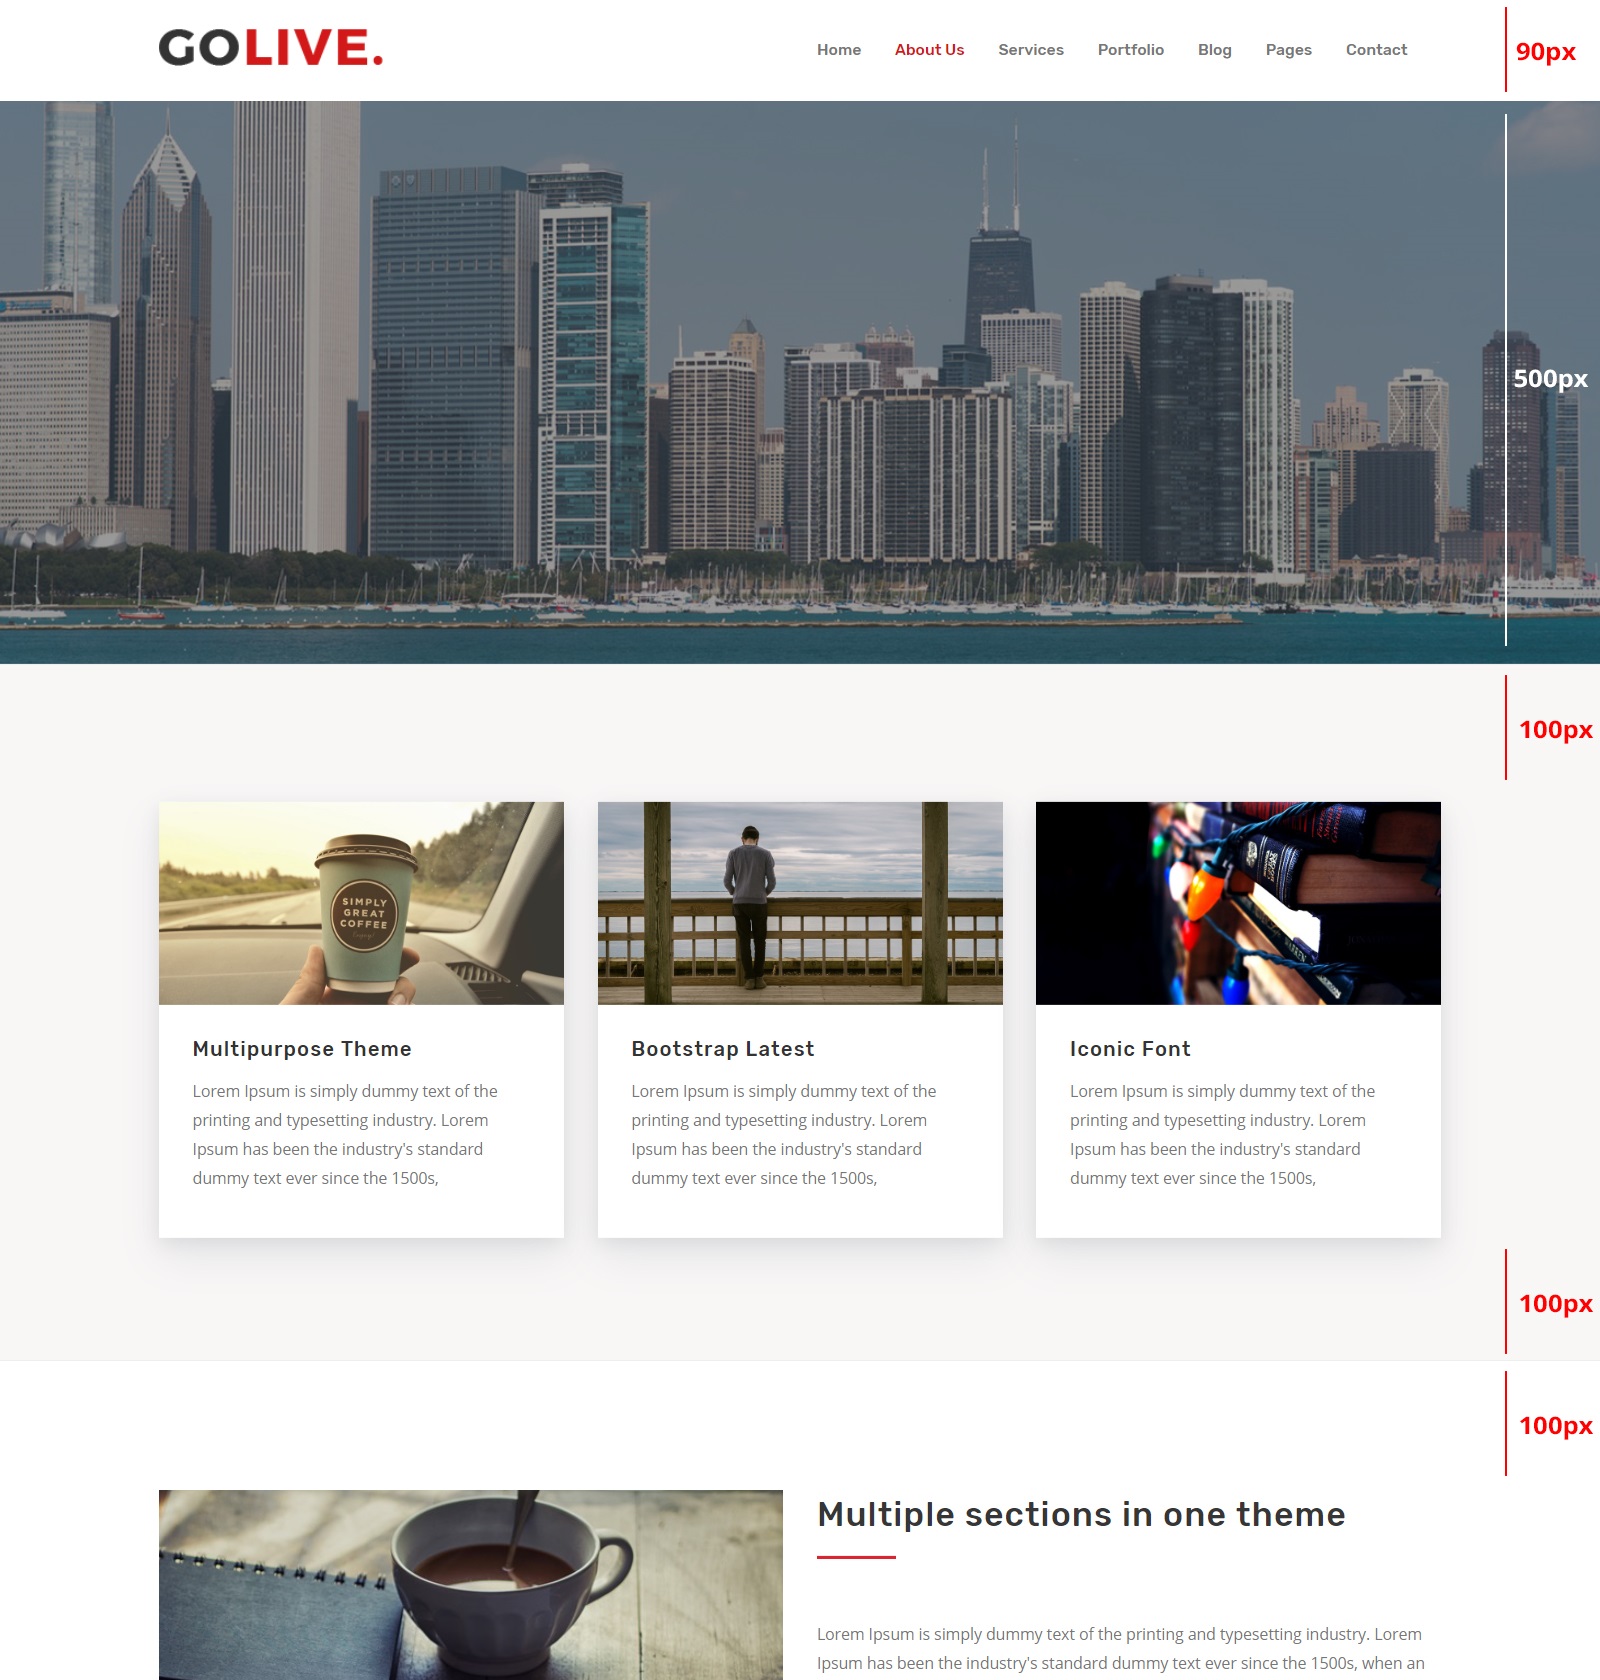 GOLIVE.
Home About Us Services Portfolio Blog Pages Contact
90px
500px
100px
SIMPLY
GREAT
COFFEE
Enjoy!
Multipurpose Theme
Lorem Ipsum is simply dummy text of the
printing and typesetting industry. Lorem
Ipsum has been the industry's standard
dummy text ever since the 1500s,
Bootstrap Latest
Lorem Ipsum is simply dummy text of the
printing and typesetting industry. Lorem
Ipsum has been the industry's standard
dummy text ever since the 1500s,
Iconic Font
Lorem Ipsum is simply dummy text of the
printing and typesetting industry. Lorem
Ipsum has been the industry's standard
dummy text ever since the 1500s,
100px
100px
Multiple sections in one theme
Lorem Ipsum is simply dummy text of the printing and typesetting industry. Lorem
Ipsum has been the industry's standard dummy text ever since the 1500s, when an